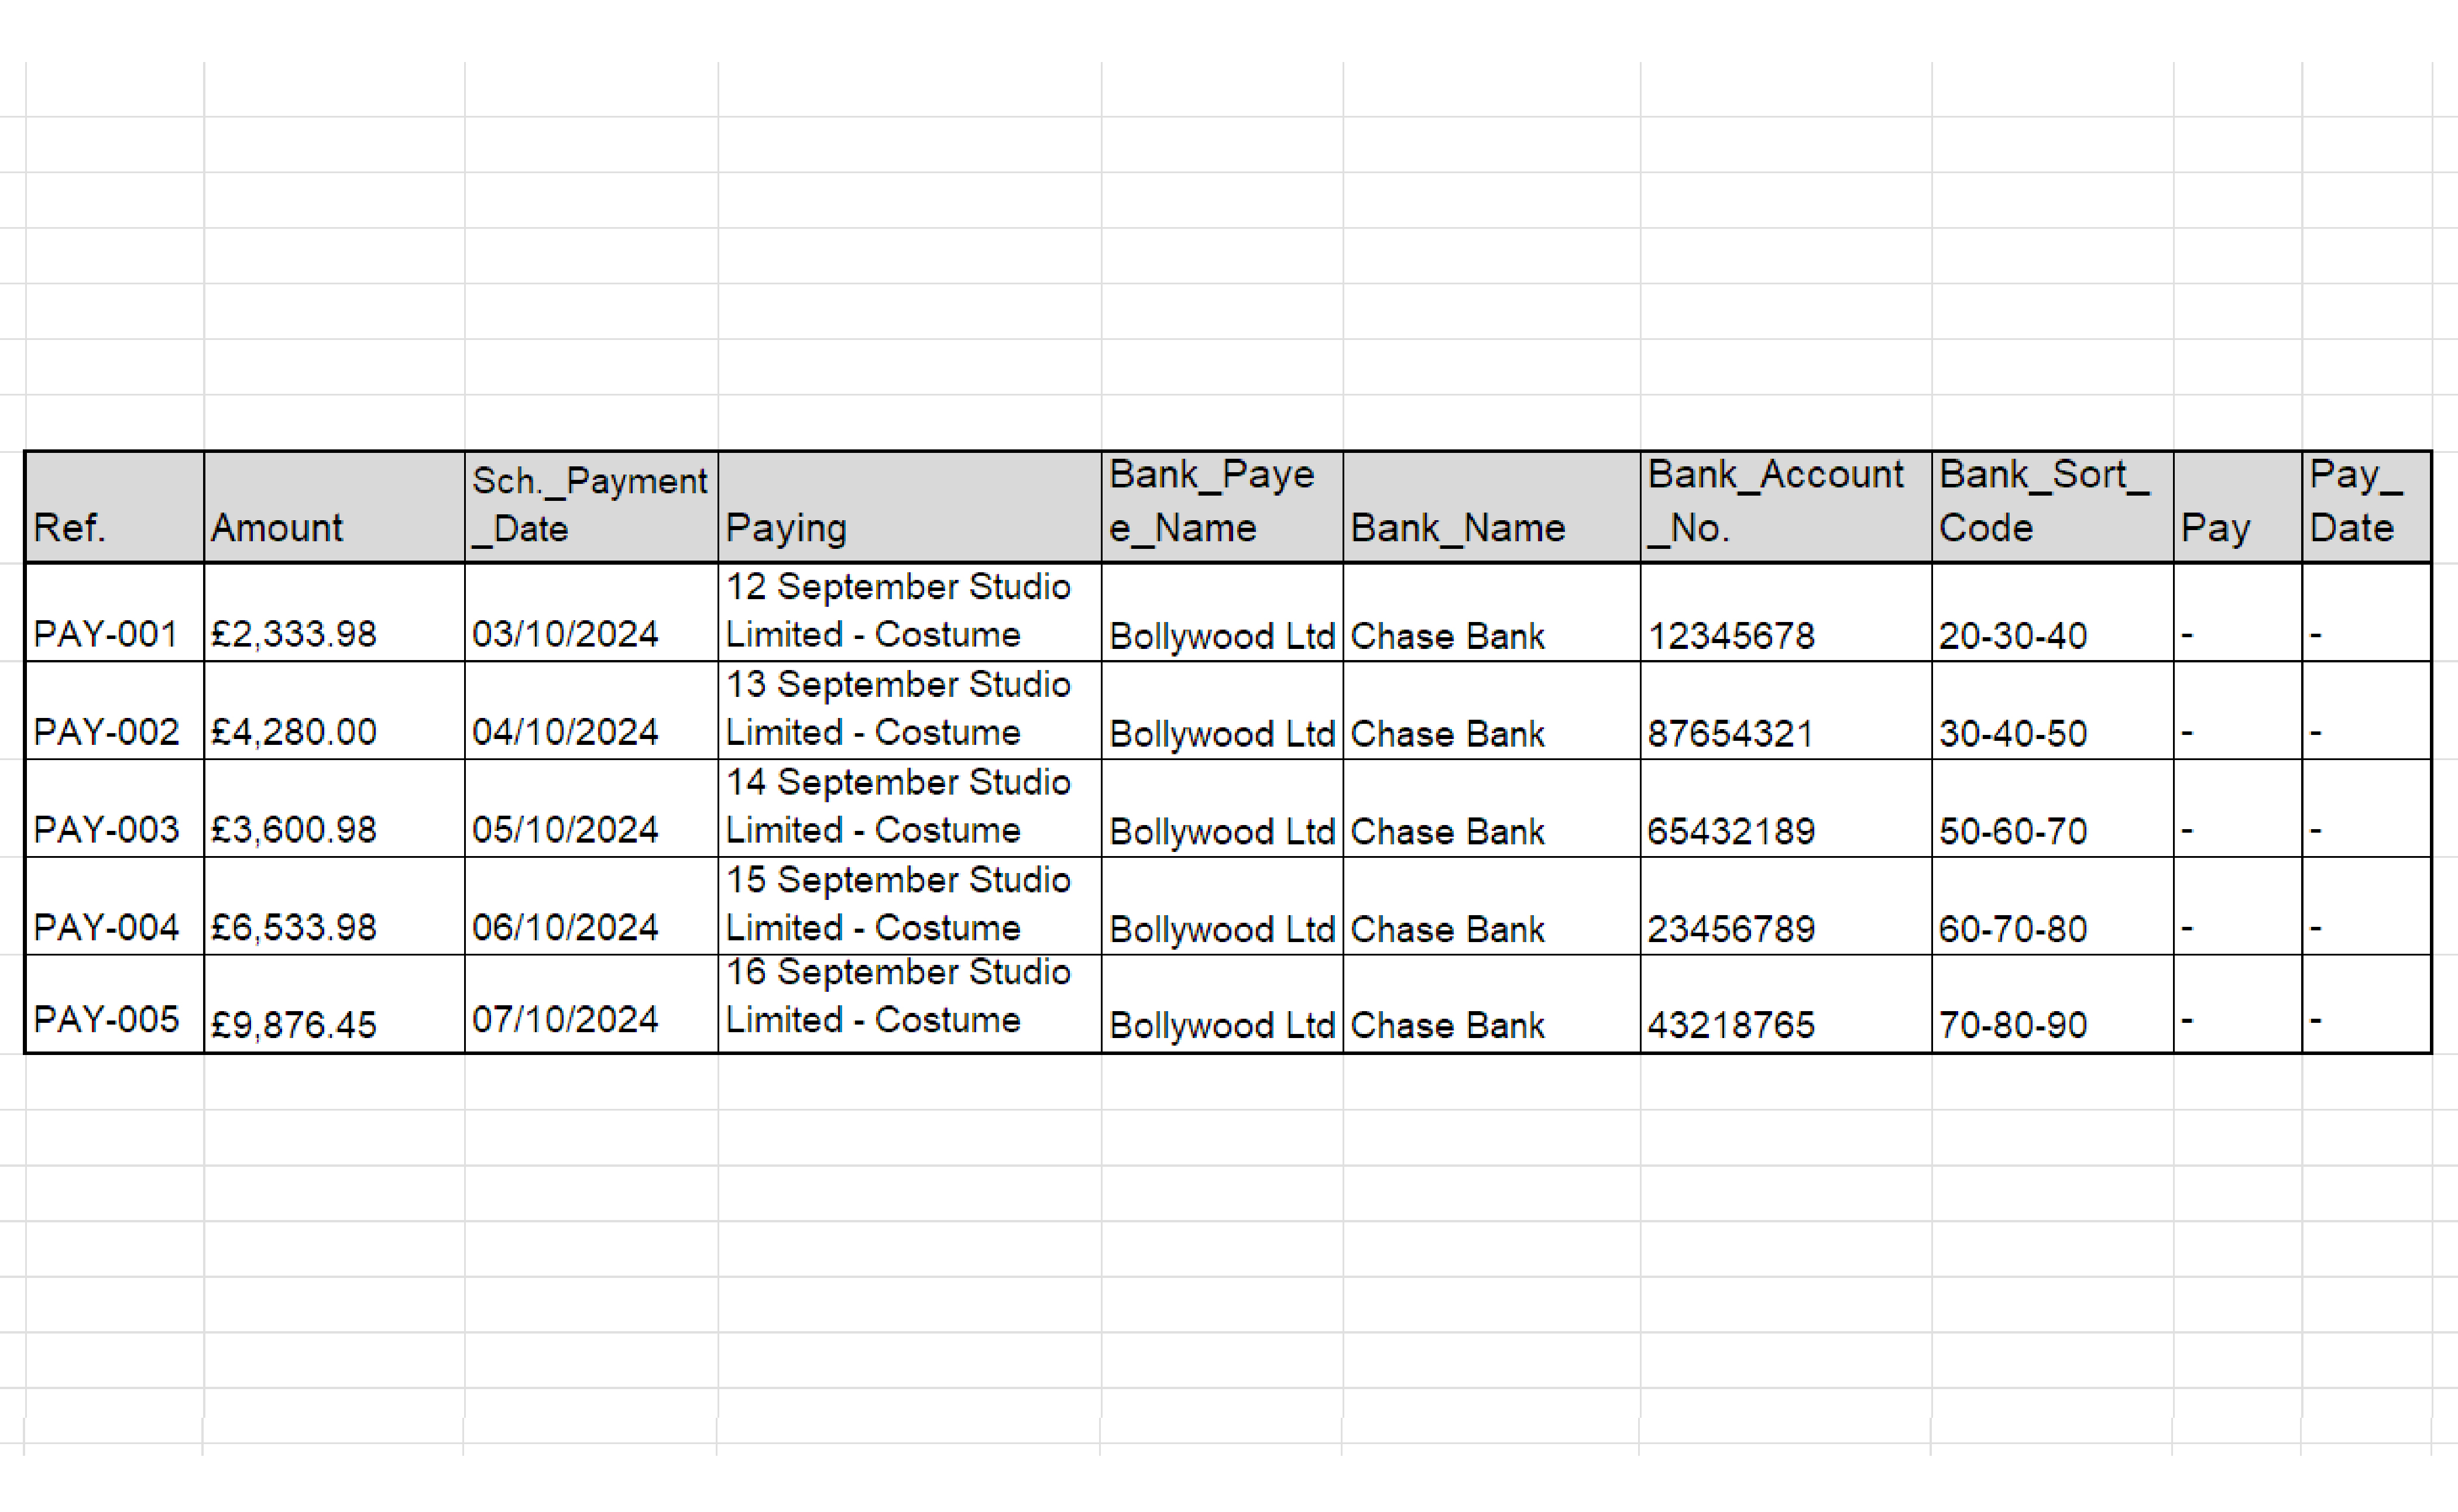 Ref. Amount Sch._Payment_Date Paying Bank_Payee_Name Bank_Name Bank_Account_No. Bank_Sort_Code Pay Pay_Date
PAY-001 £2,333.98 03/10/2024 12 September Studio Limited - Costume Bollywood Ltd Chase Bank 12345678 20-30-40 - -
PAY-002 £4,280.00 04/10/2024 13 September Studio Limited - Costume Bollywood Ltd Chase Bank 87654321 30-40-50 - -
PAY-003 £3,600.98 05/10/2024 14 September Studio Limited - Costume Bollywood Ltd Chase Bank 65432189 50-60-70 - -
PAY-004 £6,533.98 06/10/2024 15 September Studio Limited - Costume Bollywood Ltd Chase Bank 23456789 60-70-80 - -
PAY-005 £9,876.45 07/10/2024 16 September Studio Limited - Costume Bollywood Ltd Chase Bank 43218765 70-80-90 - -